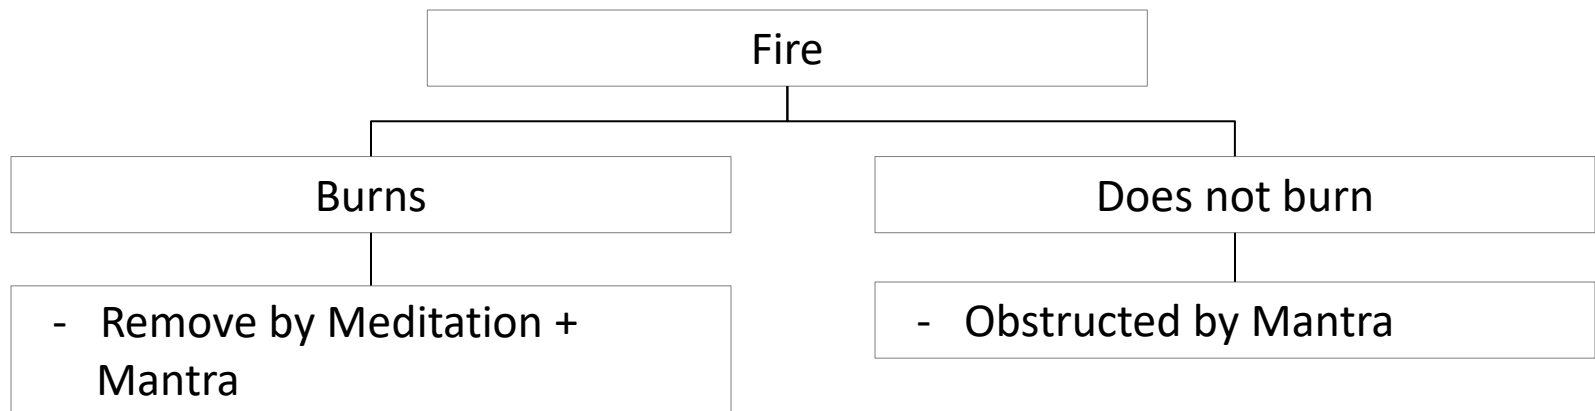 Fire
Burns
Does not burn
- Remove by Meditation +
Mantra
- Obstructed by Mantra